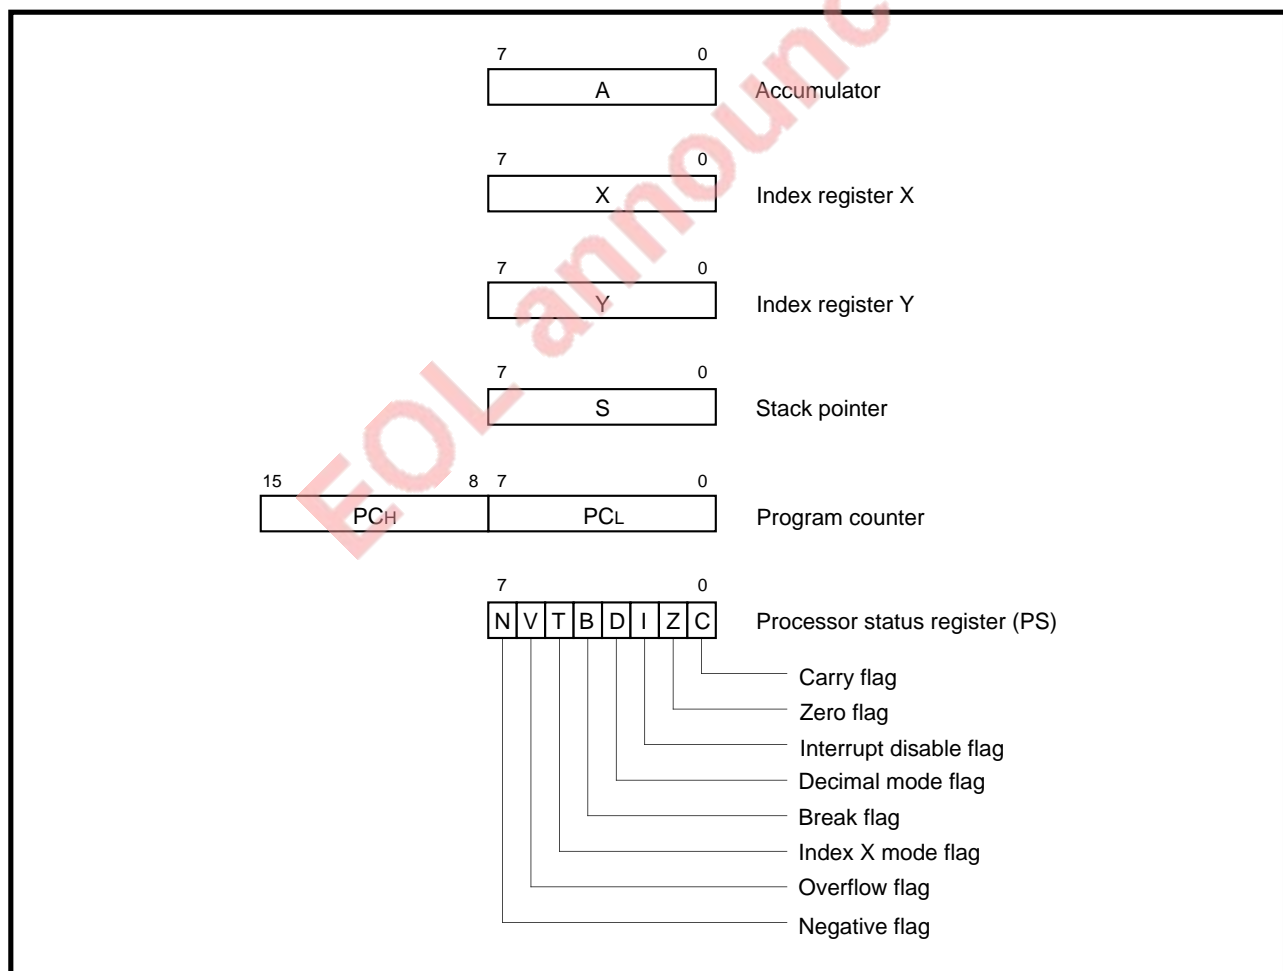 7 0
A Accumulator
7 0
X Index register X
7 0
Y Index register Y
7 0
S Stack pointer
15 8 7 0
PCH PCL Program counter
7 0
N V T B D I Z C Processor status register (PS)
Carry flag
Zero flag
Interrupt disable flag
Decimal mode flag
Break flag
Index X mode flag
Overflow flag
Negative flag
EOL announc